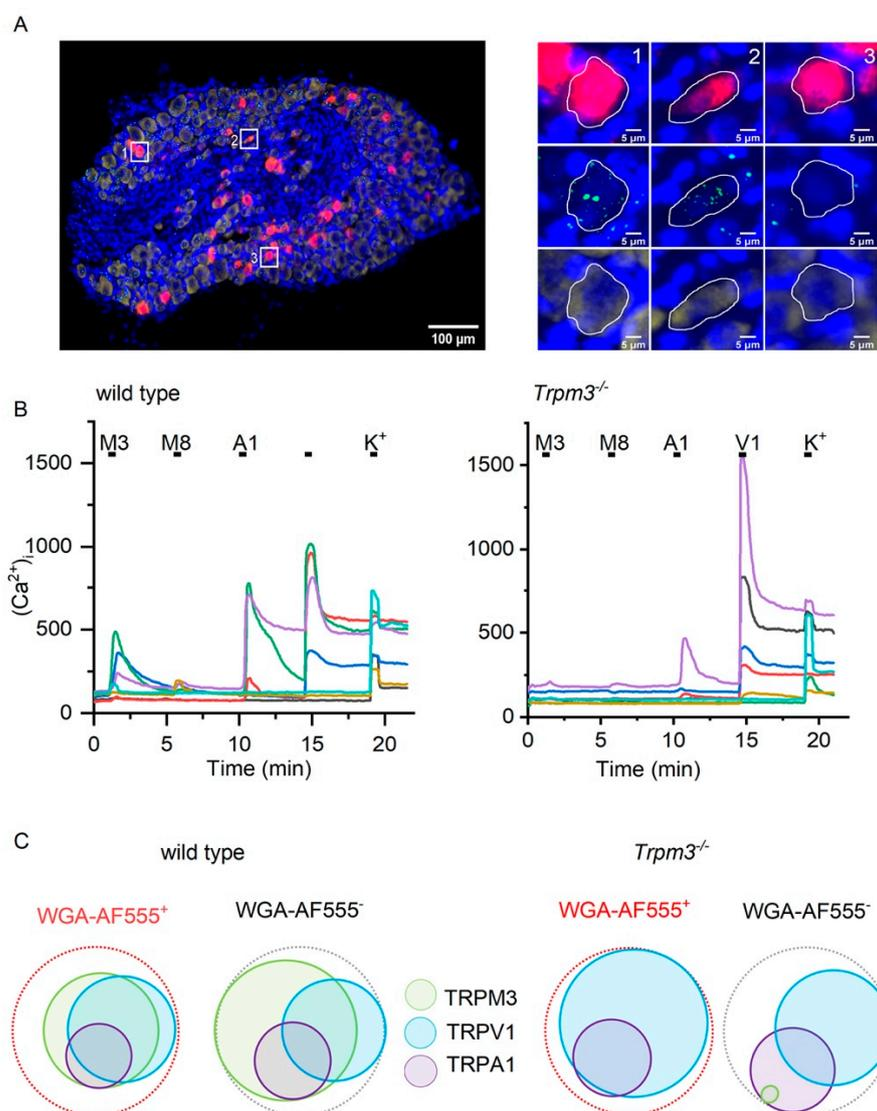 A
1
2
3
100 µm
1 2 3
5 µm 5 µm 5 µm
5 µm 5 µm 5 µm
5 µm 5 µm 5 µm
B
wild type
Trpm3-/-
M3 M8 A1 K+
1500
1000
500
0
(Ca2+)i
0 5 10 15 20
Time (min)
M3 M8 A1 V1 K+
1500
1000
500
0
0 5 10 15 20
Time (min)
C
wild type
Trpm3-/-
WGA-AF555+
WGA-AF555-
TRPM3
TRPV1
TRPA1
WGA-AF555+
WGA-AF555-